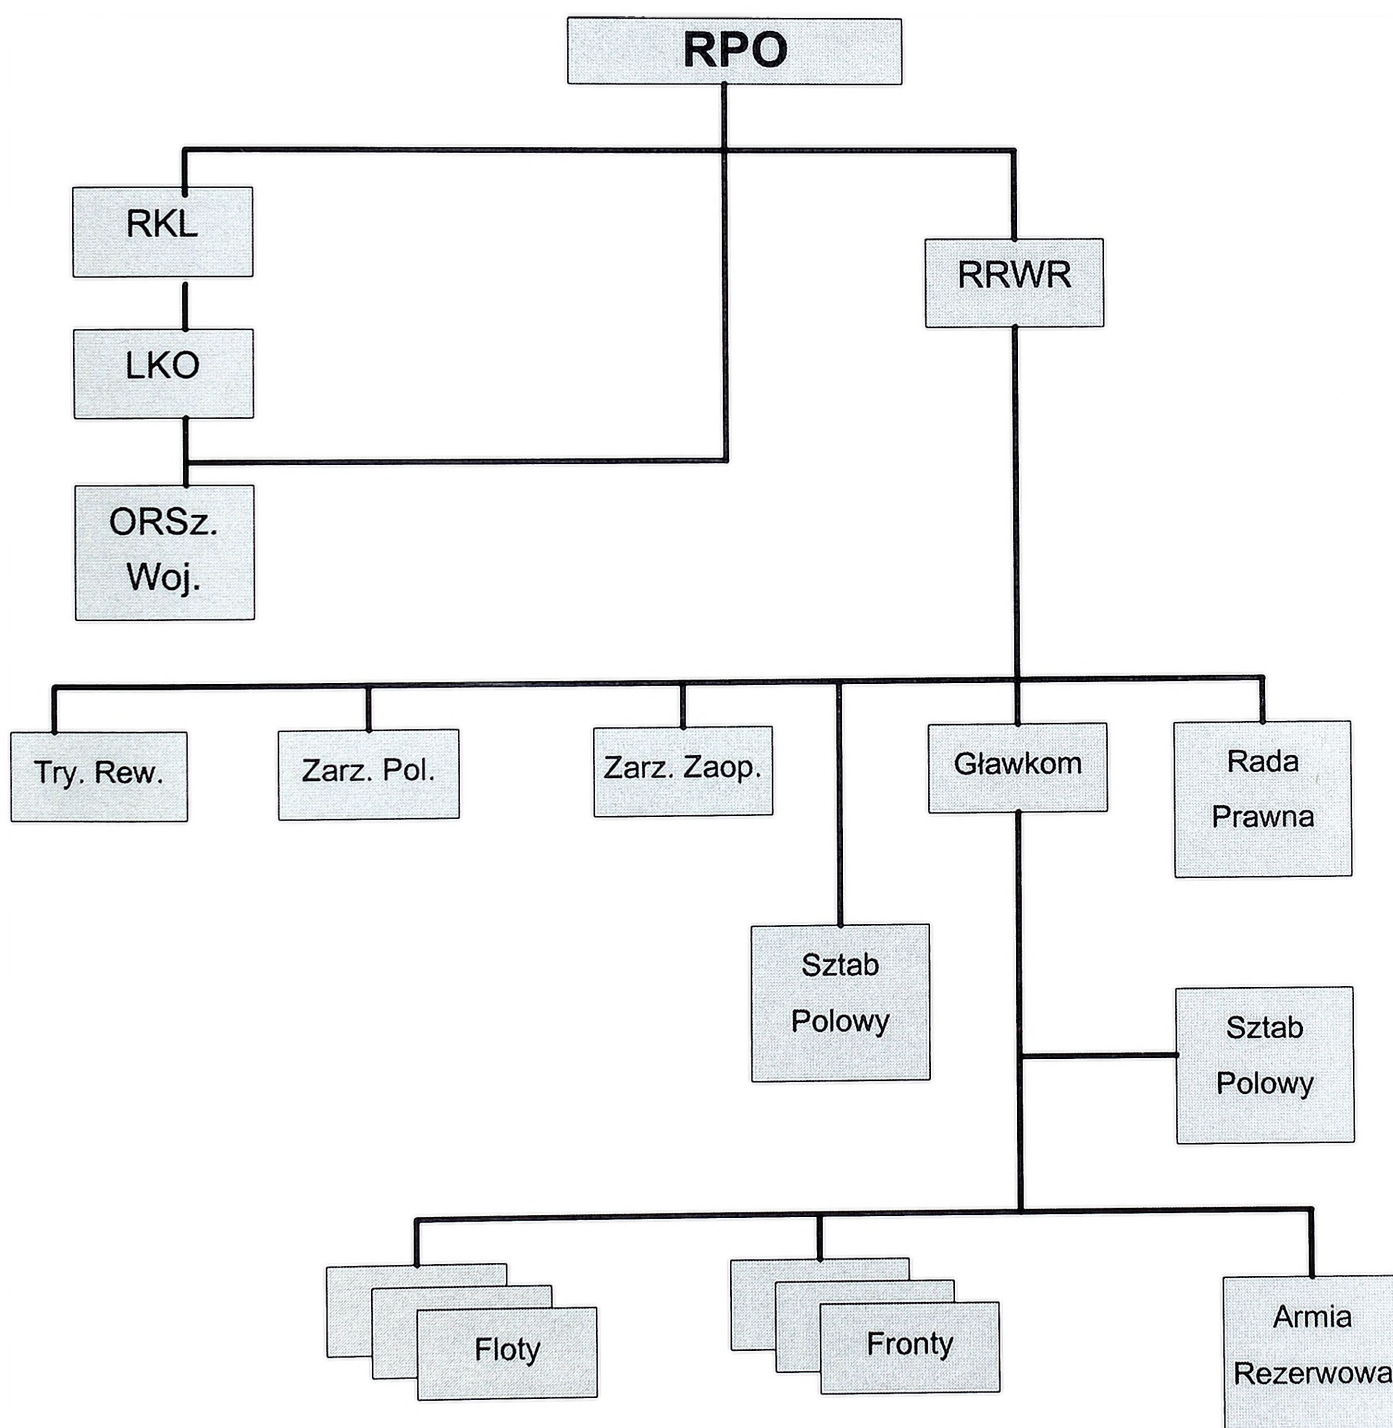 RPO
RKL
RRWR
LKO
ORSz.
Woj.
Try. Rew.
Zarz. Pol.
Zarz. Zaop.
Gławkom
Rada
Prawna
Sztab
Polowy
Sztab
Polowy
Floty
Fronty
Armia
Rezerwowa